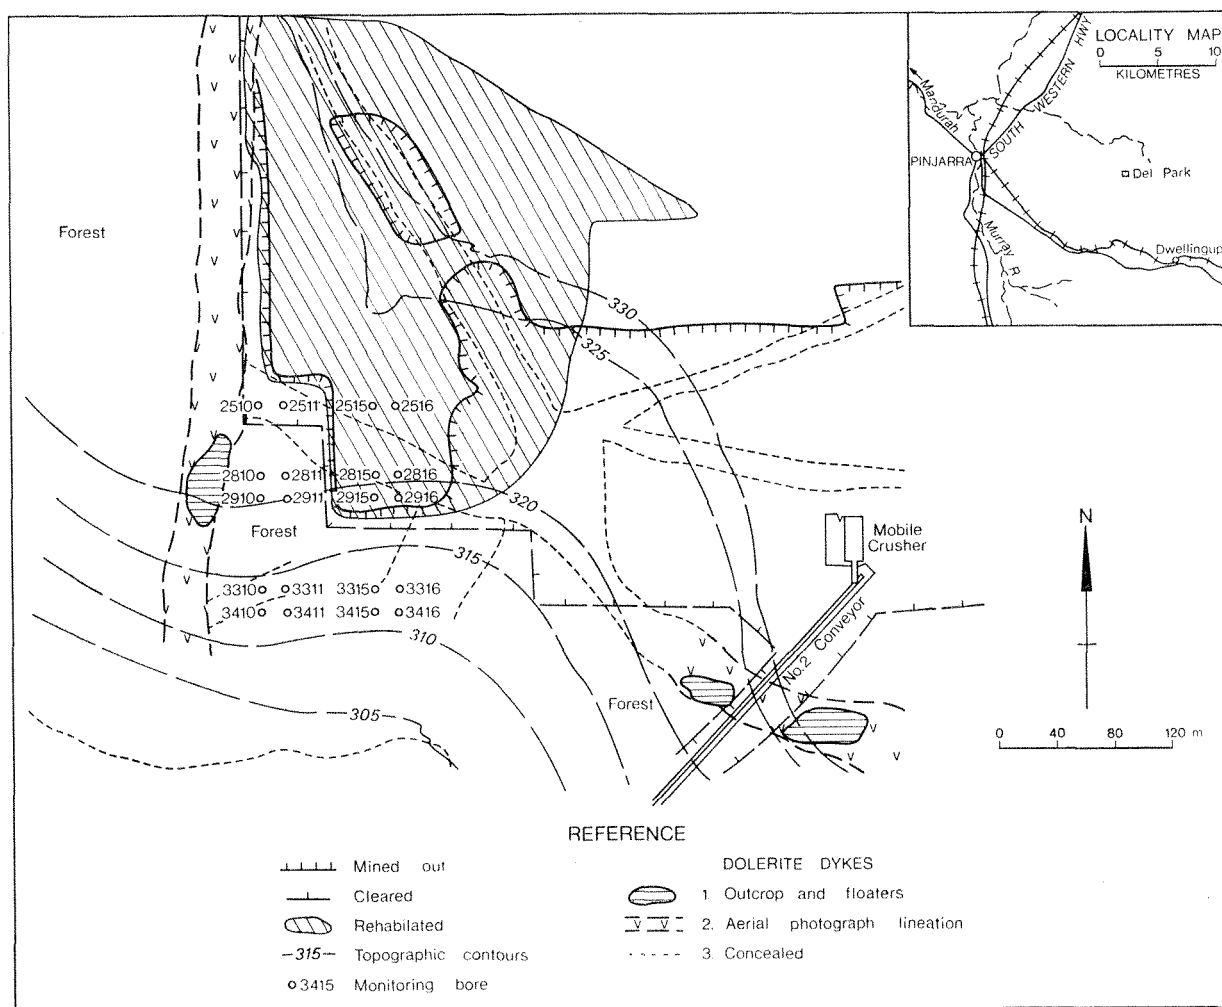 LOCALITY MAP
0 5 10
KILOMETRES
SOUTH WESTERN HWY
Mandurah
PINJARRA
Del Park
Murray R
Dwellingup
Forest
330
325
2510 2511 2515 2516
2810 2811 2815 2816
2910 2911 2915 2916
320
Forest
315
3310 3311 3315 3316
3410 3411 3415 3416
310
305
Mobile
Crusher
No.2 Conveyor
Forest
N
0 40 80 120 m
REFERENCE
Mined out
Cleared
Rehabilated
-315- Topographic contours
3415 Monitoring bore
DOLERITE DYKES
1. Outcrop and floaters
V V 2. Aerial photograph lineation
3. Concealed